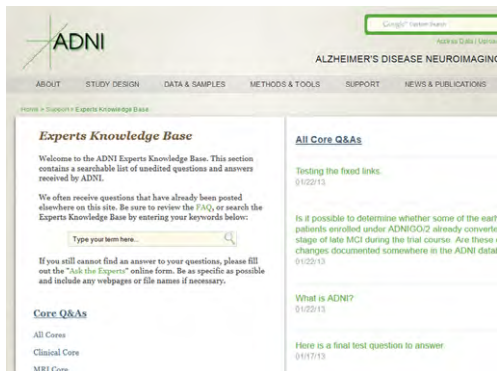 ADNI
Google™ Custom Search
ALZHEIMER'S DISEASE NEUROIMAGING
ABOUT STUDY DESIGN DATA & SAMPLES METHODS & TOOLS SUPPORT NEWS & PUBLICATIONS
Home > Support > Experts Knowledge Base
Experts Knowledge Base
Welcome to the ADNI Experts Knowledge Base. This section
contains a searchable list of unedited questions and answers
received by ADNI.
We often receive questions that have already been posted
elsewhere on this site. Be sure to review the FAQ, or search the
Experts Knowledge Base by entering your keywords below:
Type your term here...
If you still cannot find an answer to your questions, please fill
out the "Ask the Experts" online form. Be as specific as possible
and include any webpages or file names if necessary.
Core Q&As
All Cores
Clinical Core
MRI Core
All Core Q&As
Testing the fixed links.
01/22/13
Is it possible to determine whether some of the earl
patients enrolled under ADNIGO/2 already converte
stage of late MCI during the trial course. Are these
changes documented somewhere in the ADNI datab
01/22/13
What is ADNI?
01/22/13
Here is a final test question to answer
01/17/13